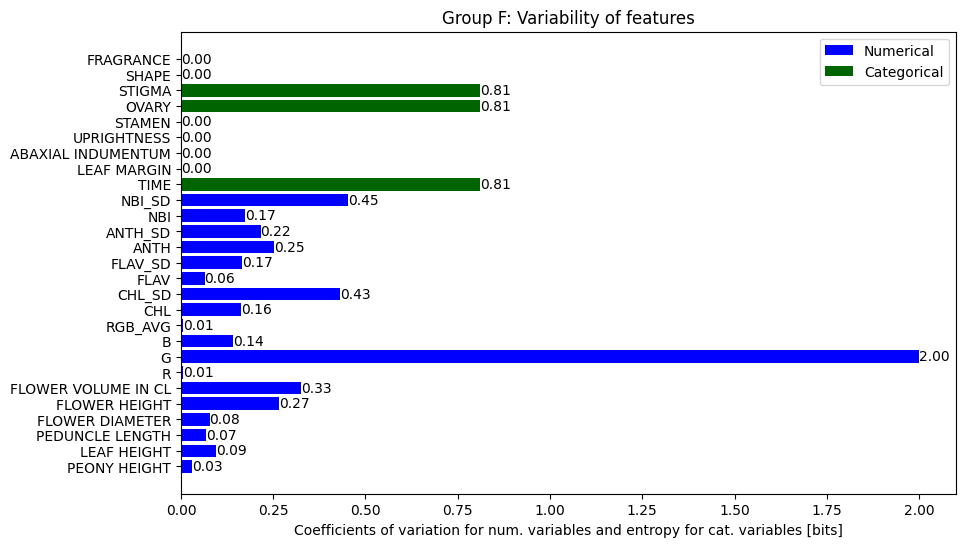 Group F: Variability of features
Numerical
Categorical
FRAGRANCE 0.00
SHAPE 0.00
STIGMA 0.81
OVARY 0.81
STAMEN 0.00
UPRIGHTNESS 0.00
ABAXIAL INDUMENTUM 0.00
LEAF MARGIN 0.00
TIME 0.81
NBI_SD 0.45
NBI 0.17
ANTH_SD 0.22
ANTH 0.25
FLAV_SD 0.17
FLAV 0.06
CHL_SD 0.43
CHL 0.16
RGB_AVG 0.01
B 0.14
G 2.00
R 0.01
FLOWER VOLUME IN CL 0.33
FLOWER HEIGHT 0.27
FLOWER DIAMETER 0.08
PEDUNCLE LENGTH 0.07
LEAF HEIGHT 0.09
PEONY HEIGHT 0.03
0.00 0.25 0.50 0.75 1.00 1.25 1.50 1.75 2.00
Coefficients of variation for num. variables and entropy for cat. variables [bits]